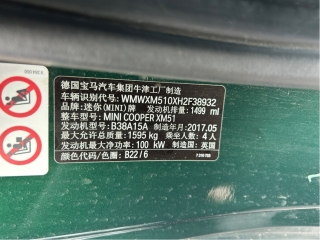 德国宝马汽车集团牛津工厂制造
车辆识别代号: WMWXM510XH2F38932
品牌:迷你(MINI) 发动机排量: 1499 ml
整车型号: MINI COOPER XM51
发动机型号: B38A15A 制造年月:2017.05
最大允许总质量: 1595 kg 乘坐人数: 4人
发动机最大净功率: 100 kW 制造国: 英国
颜色代号/色圈: B22/6